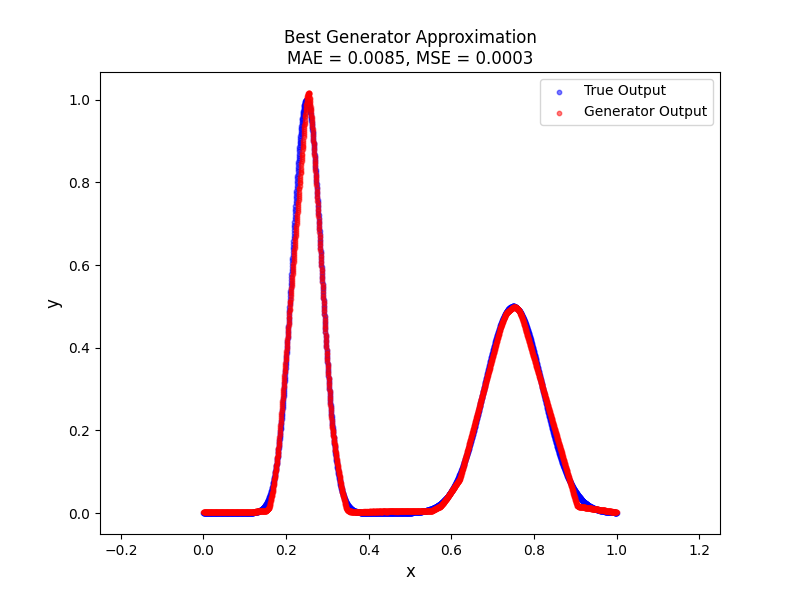 Best Generator Approximation
MAE = 0.0085, MSE = 0.0003
True Output
Generator Output
1.0
0.8
0.6
0.4
0.2
0.0
y
−0.2 0.0 0.2 0.4 0.6 0.8 1.0 1.2
x